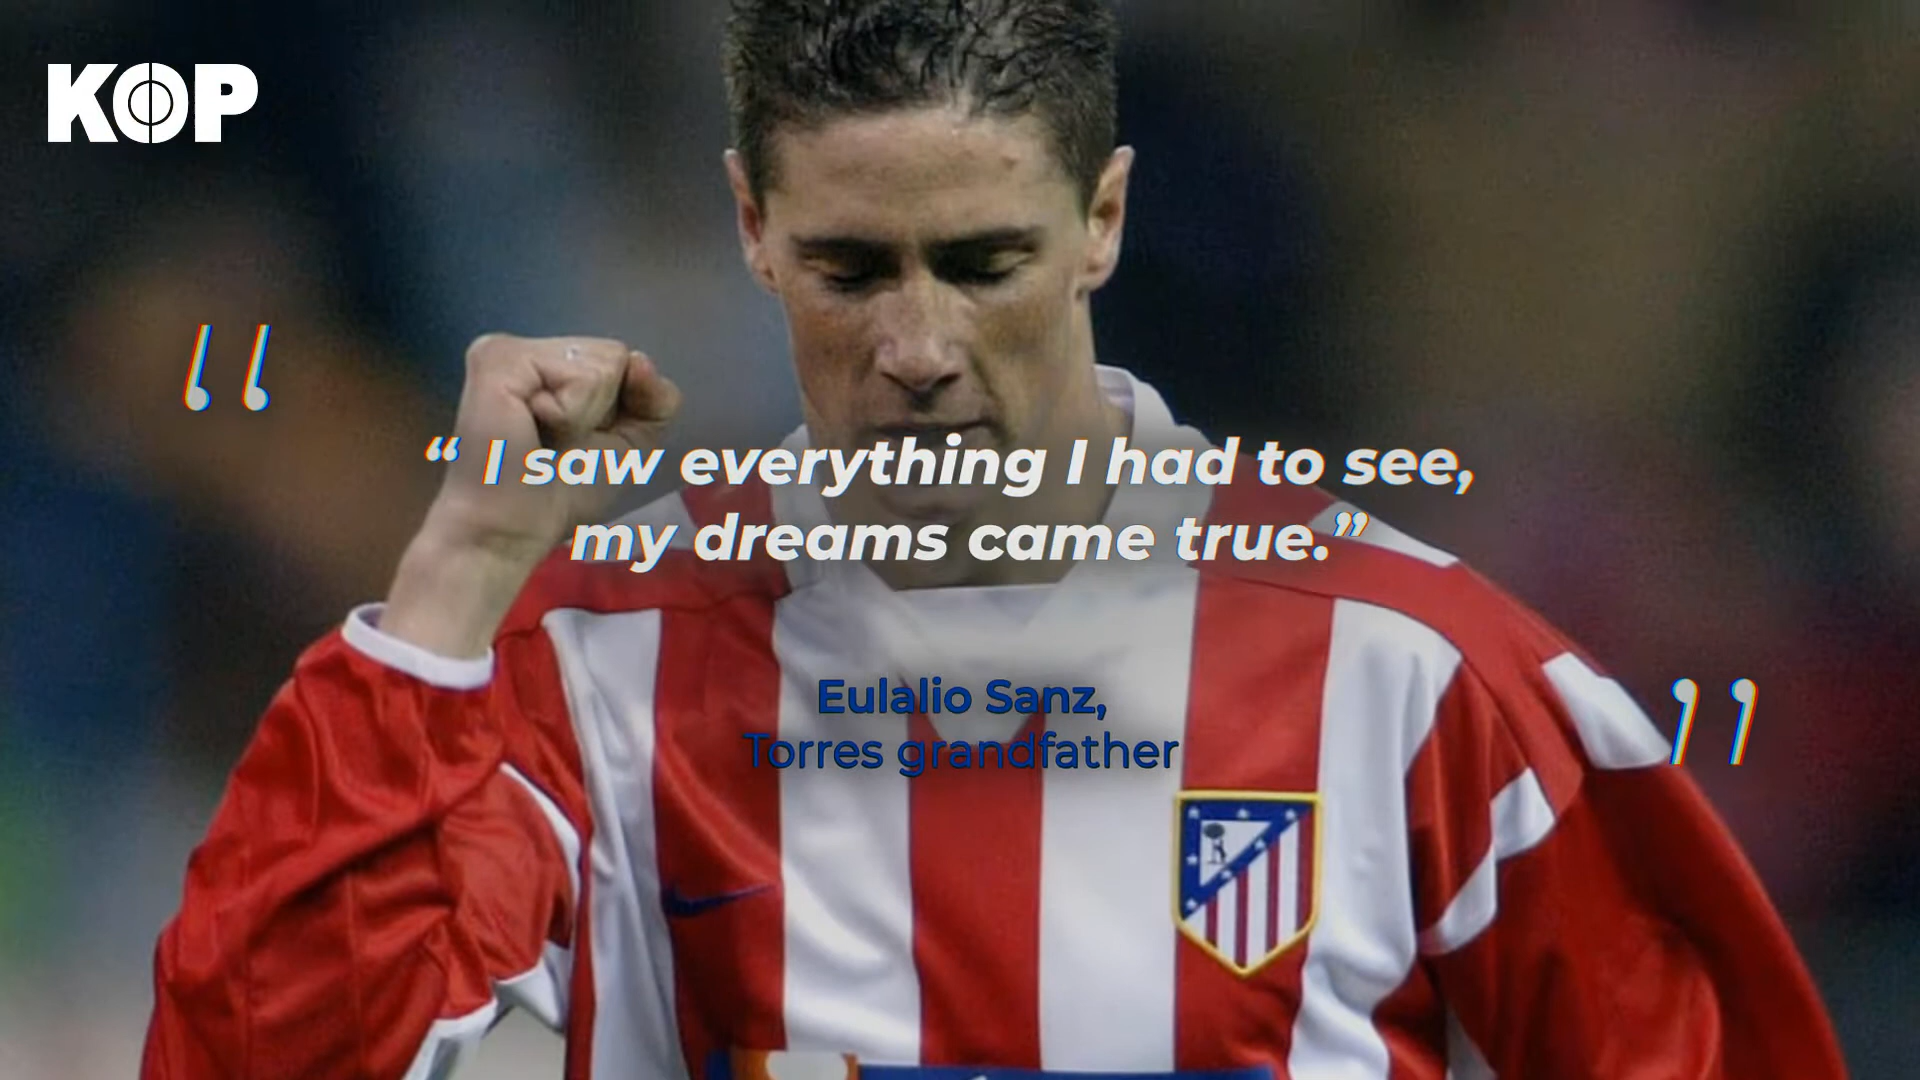 KOP
“ I saw everything I had to see,
my dreams came true.”
Eulalio Sanz,
Torres grandfather